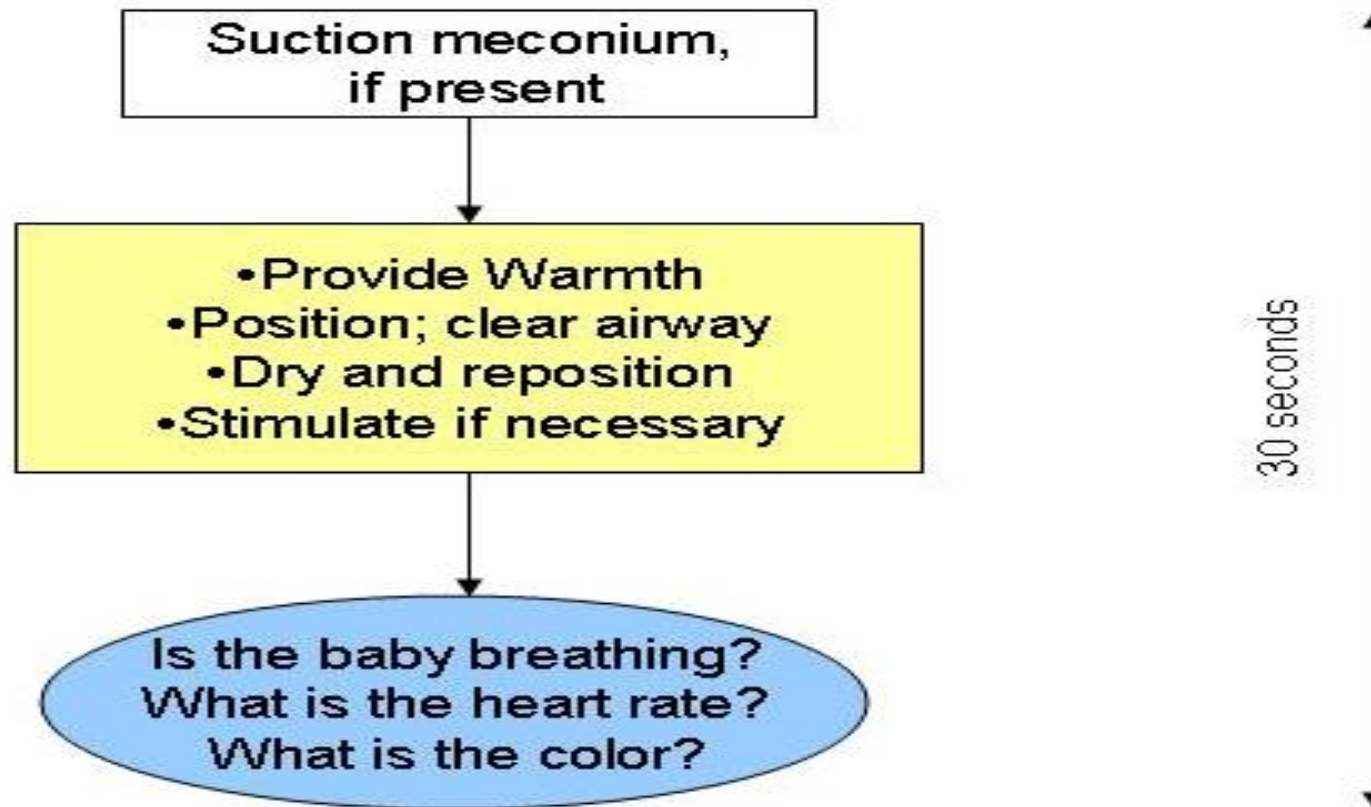 Suction meconium,
if present
•Provide Warmth
•Position; clear airway
•Dry and reposition
•Stimulate if necessary
30 seconds
Is the baby breathing?
What is the heart rate?
What is the color?